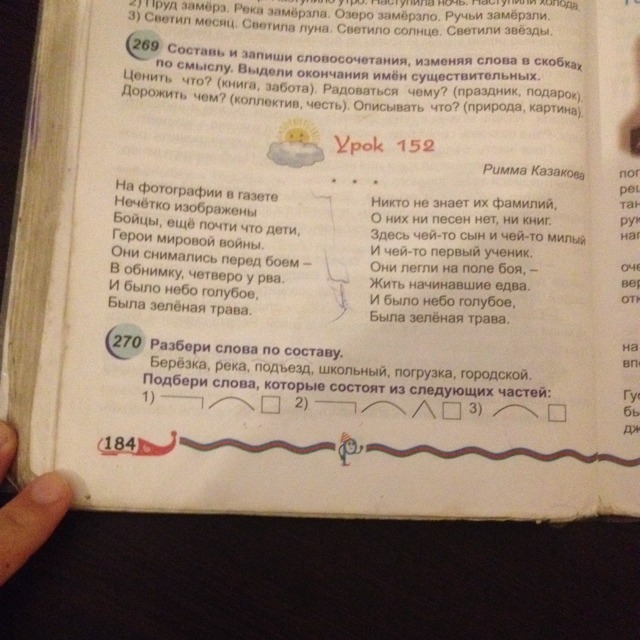 2) Пруд замёрз. Река замёрзла. Озеро замёрзло. Ручьи замёрзли.
3) Светил месяц. Светила луна. Светило солнце. Светили звёзды.
269 Составь и запиши словосочетания, изменяя слова в скобках
по смыслу. Выдели окончания имён существительных.
Ценить что? (книга, забота). Радоваться чему? (праздник, подарок).
Дорожить чем? (коллектив, честь). Описывать что? (природа, картина).
Урок 152
Римма Казакова
* * *
На фотографии в газете
Нечётко изображены
Бойцы, ещё почти что дети,
Герои мировой войны.
Они снимались перед боем –
В обнимку, четверо у рва.
И было небо голубое,
Была зелёная трава.
Никто не знает их фамилий,
О них ни песен нет, ни книг.
Здесь чей-то сын и чей-то милый
И чей-то первый ученик.
Они легли на поле боя, –
Жить начинавшие едва.
И было небо голубое,
Была зелёная трава.
270 Разбери слова по составу.
Берёзка, река, подъезд, школьный, погрузка, городской.
Подбери слова, которые состоят из следующих частей:
1) 2) 3)
184